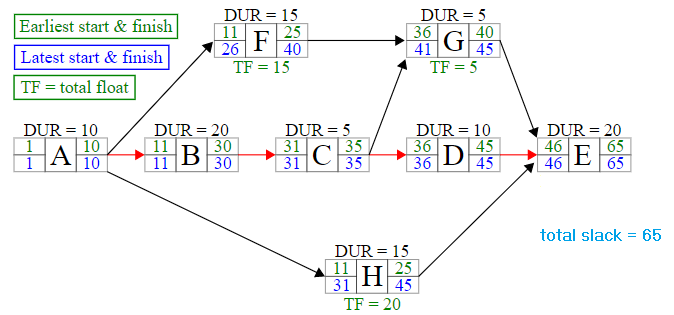 Earliest start & finish
Latest start & finish
TF = total float
DUR = 15
11 F 25
26 40
TF = 15
DUR = 5
36 G 40
41 45
TF = 5
DUR = 10
1 A 10
1 10
DUR = 20
11 B 30
11 30
DUR = 5
31 C 35
31 35
DUR = 10
36 D 45
36 45
DUR = 20
46 E 65
46 65
total slack = 65
DUR = 15
11 H 25
31 45
TF = 20